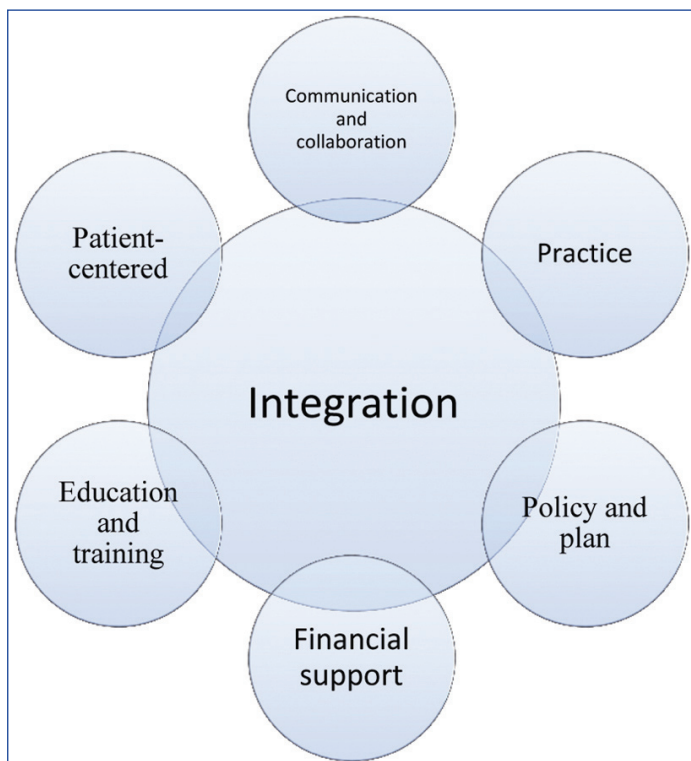 Communication
and
collaboration
Patient-
centered
Practice
Integration
Education
and
training
Policy and
plan
Financial
support